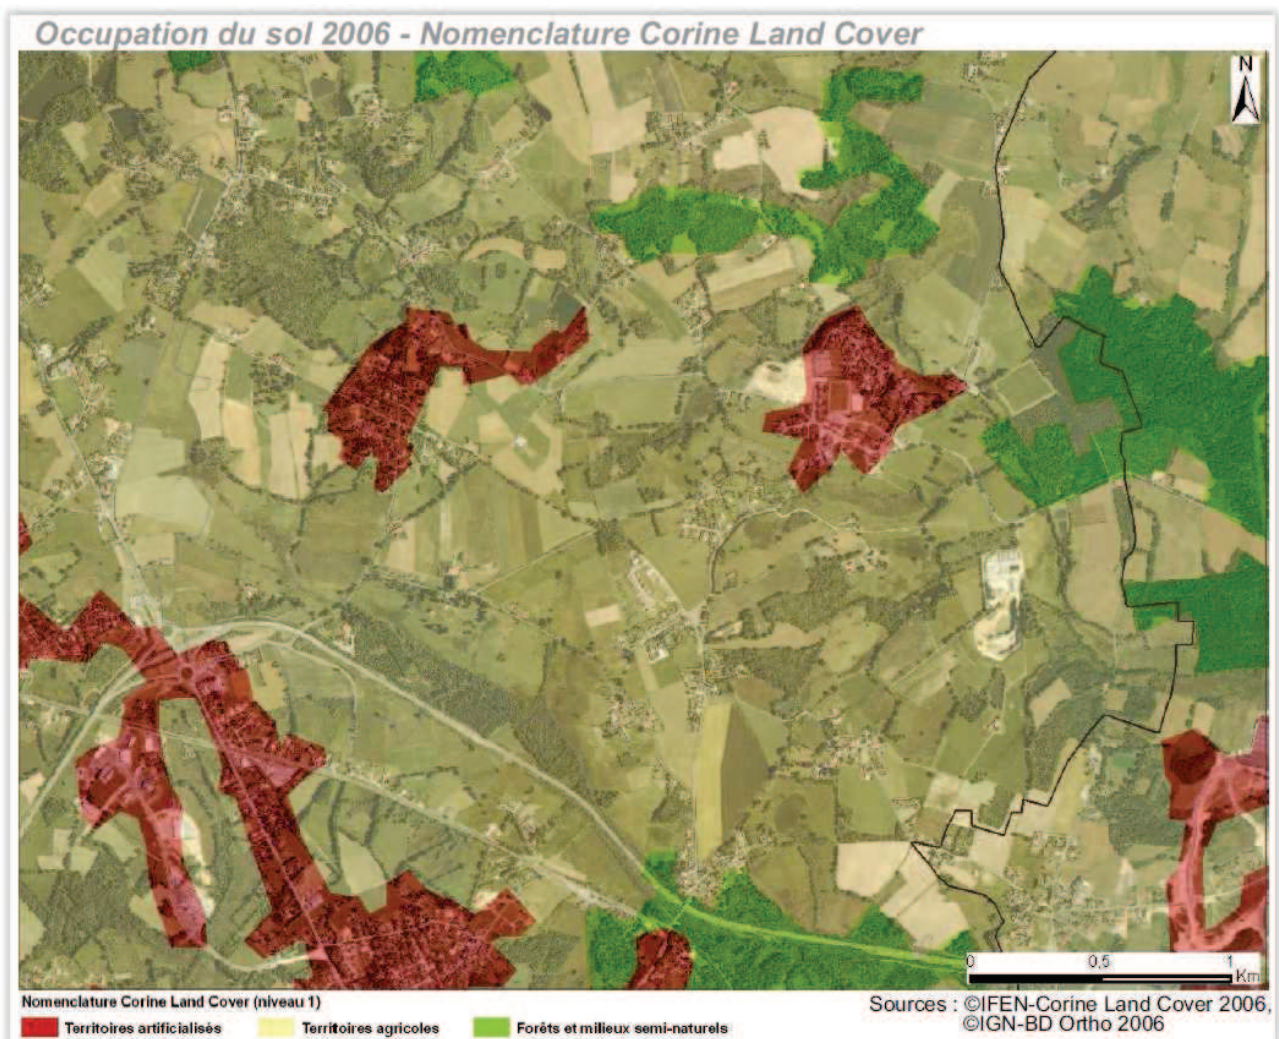 Occupation du sol 2006 - Nomenclature Corine Land Cover
N
0 0,5 1
Km
Nomenclature Corine Land Cover (niveau 1)
Territoires artificialisés Territoires agricoles Forêts et milieux semi-naturels
Sources : ©IFEN-Corine Land Cover 2006,
©IGN-BD Ortho 2006